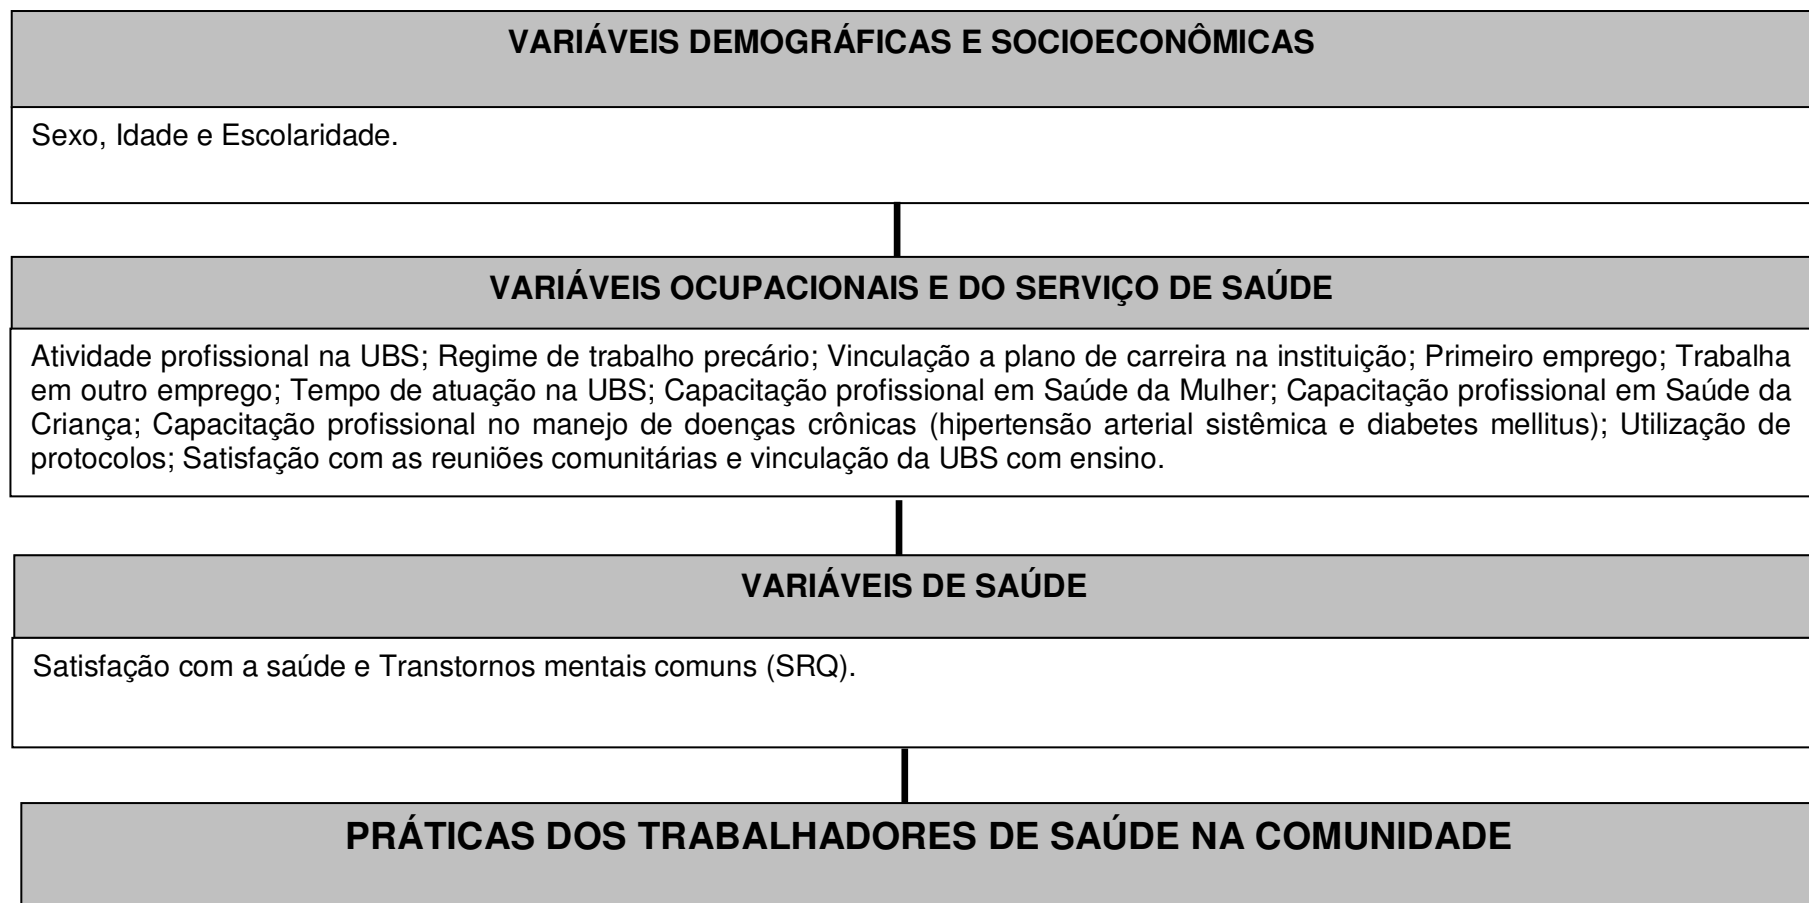 VARIÁVEIS DEMOGRÁFICAS E SOCIOECONÔMICAS
Sexo, Idade e Escolaridade.
VARIÁVEIS OCUPACIONAIS E DO SERVIÇO DE SAÚDE
Atividade profissional na UBS; Regime de trabalho precário; Vinculação a plano de carreira na instituição; Primeiro emprego; Trabalha
em outro emprego; Tempo de atuação na UBS; Capacitação profissional em Saúde da Mulher; Capacitação profissional em Saúde da
Criança; Capacitação profissional no manejo de doenças crônicas (hipertensão arterial sistêmica e diabetes mellitus); Utilização de
protocolos; Satisfação com as reuniões comunitárias e vinculação da UBS com ensino.
VARIÁVEIS DE SAÚDE
Satisfação com a saúde e Transtornos mentais comuns (SRQ).
PRÁTICAS DOS TRABALHADORES DE SAÚDE NA COMUNIDADE